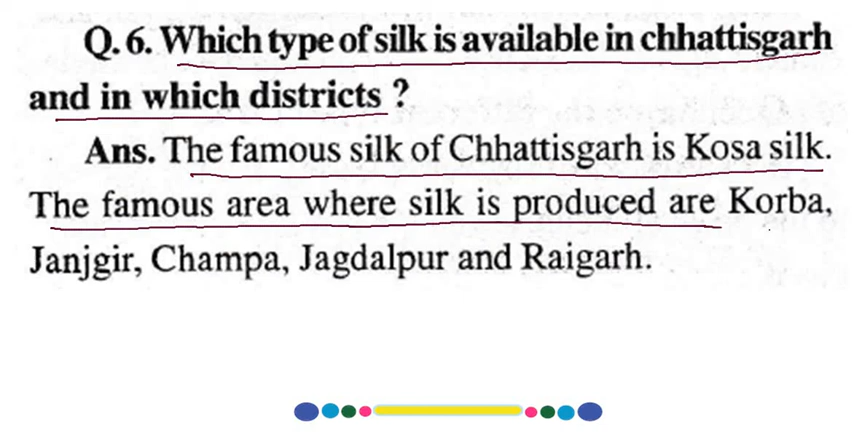 Q. 6. Which type of silk is available in chhattisgarh
and in which districts ?
Ans. The famous silk of Chhattisgarh is Kosa silk.
The famous area where silk is produced are Korba,
Janjgir, Champa, Jagdalpur and Raigarh.